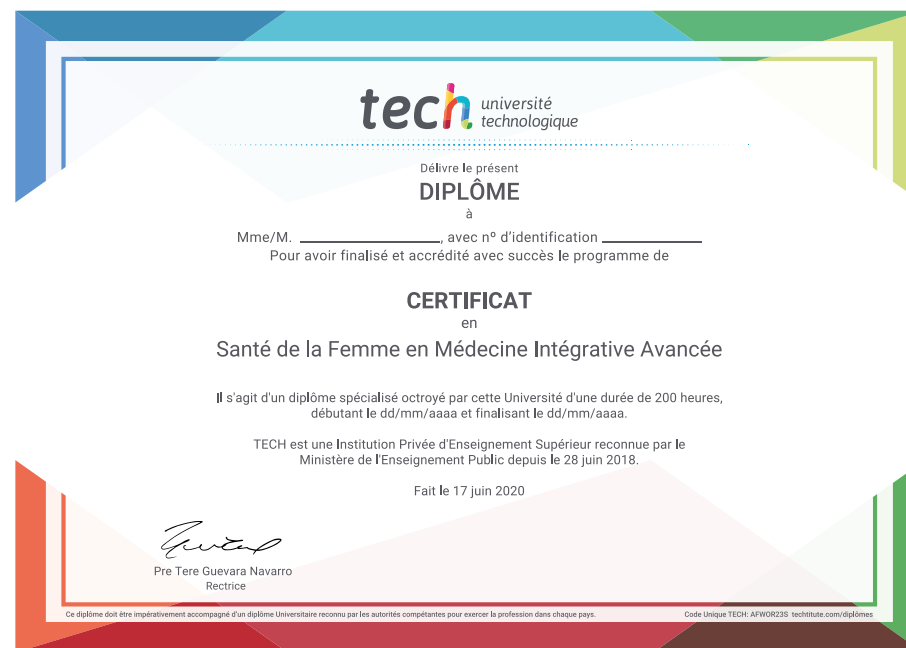 tech université
technologique
Délivre le présent
DIPLÔME
à
Mme/M. ____________________, avec nº d'identification ______________
Pour avoir finalisé et accrédité avec succès le programme de
CERTIFICAT
en
Santé de la Femme en Médecine Intégrative Avancée
Il s'agit d'un diplôme spécialisé octroyé par cette Université d'une durée de 200 heures,
débutant le dd/mm/aaaa et finalisant le dd/mm/aaaa.
TECH est une Institution Privée d'Enseignement Supérieur reconnue par le
Ministère de l'Enseignement Public depuis le 28 juin 2018.
Fait le 17 juin 2020
Pre Tere Guevara Navarro
Rectrice
Ce diplôme doit être impérativement accompagné d'un diplôme Universitaire reconnu par les autorités compétentes pour exercer la profession dans chaque pays.
Code Unique TECH: AFWOR23S techtitute.com/diplômes